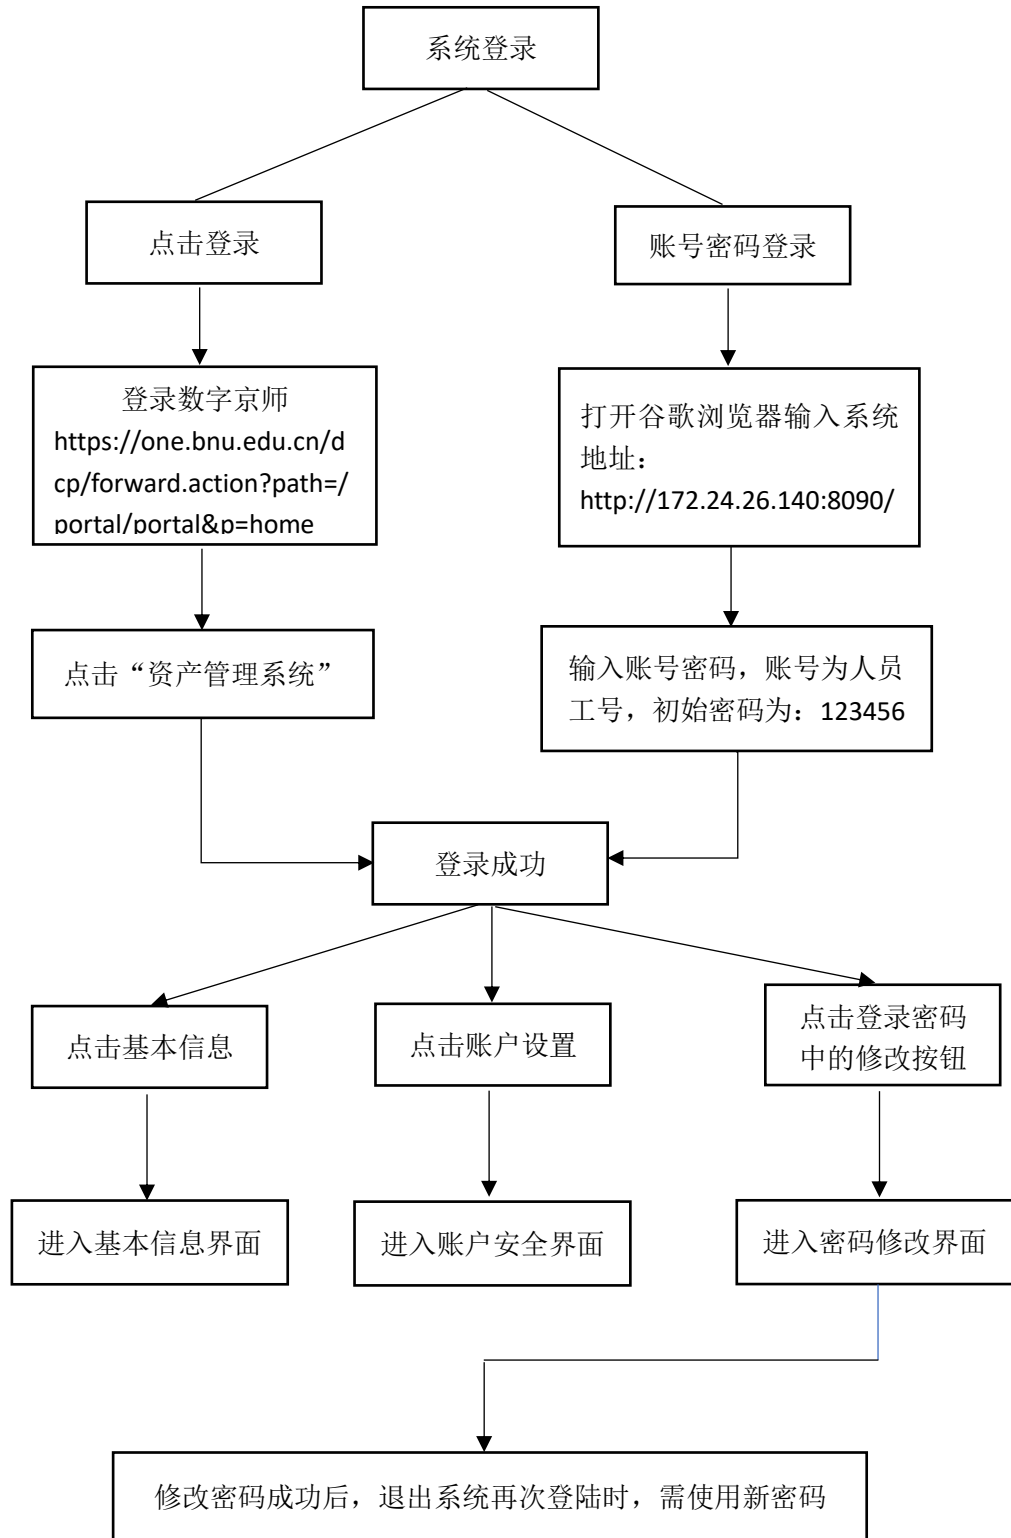 系统登录
点击登录
账号密码登录
登录数字京师
https://one.bnu.edu.cn/d
cp/forward.action?path=/
portal/portal&p=home
打开谷歌浏览器输入系统
地址：
http://172.24.26.140:8090/
点击“资产管理系统”
输入账号密码，账号为人员
工号，初始密码为：123456
登录成功
点击基本信息
点击账户设置
点击登录密码
中的修改按钮
进入基本信息界面
进入账户安全界面
进入密码修改界面
修改密码成功后，退出系统再次登陆时，需使用新密码